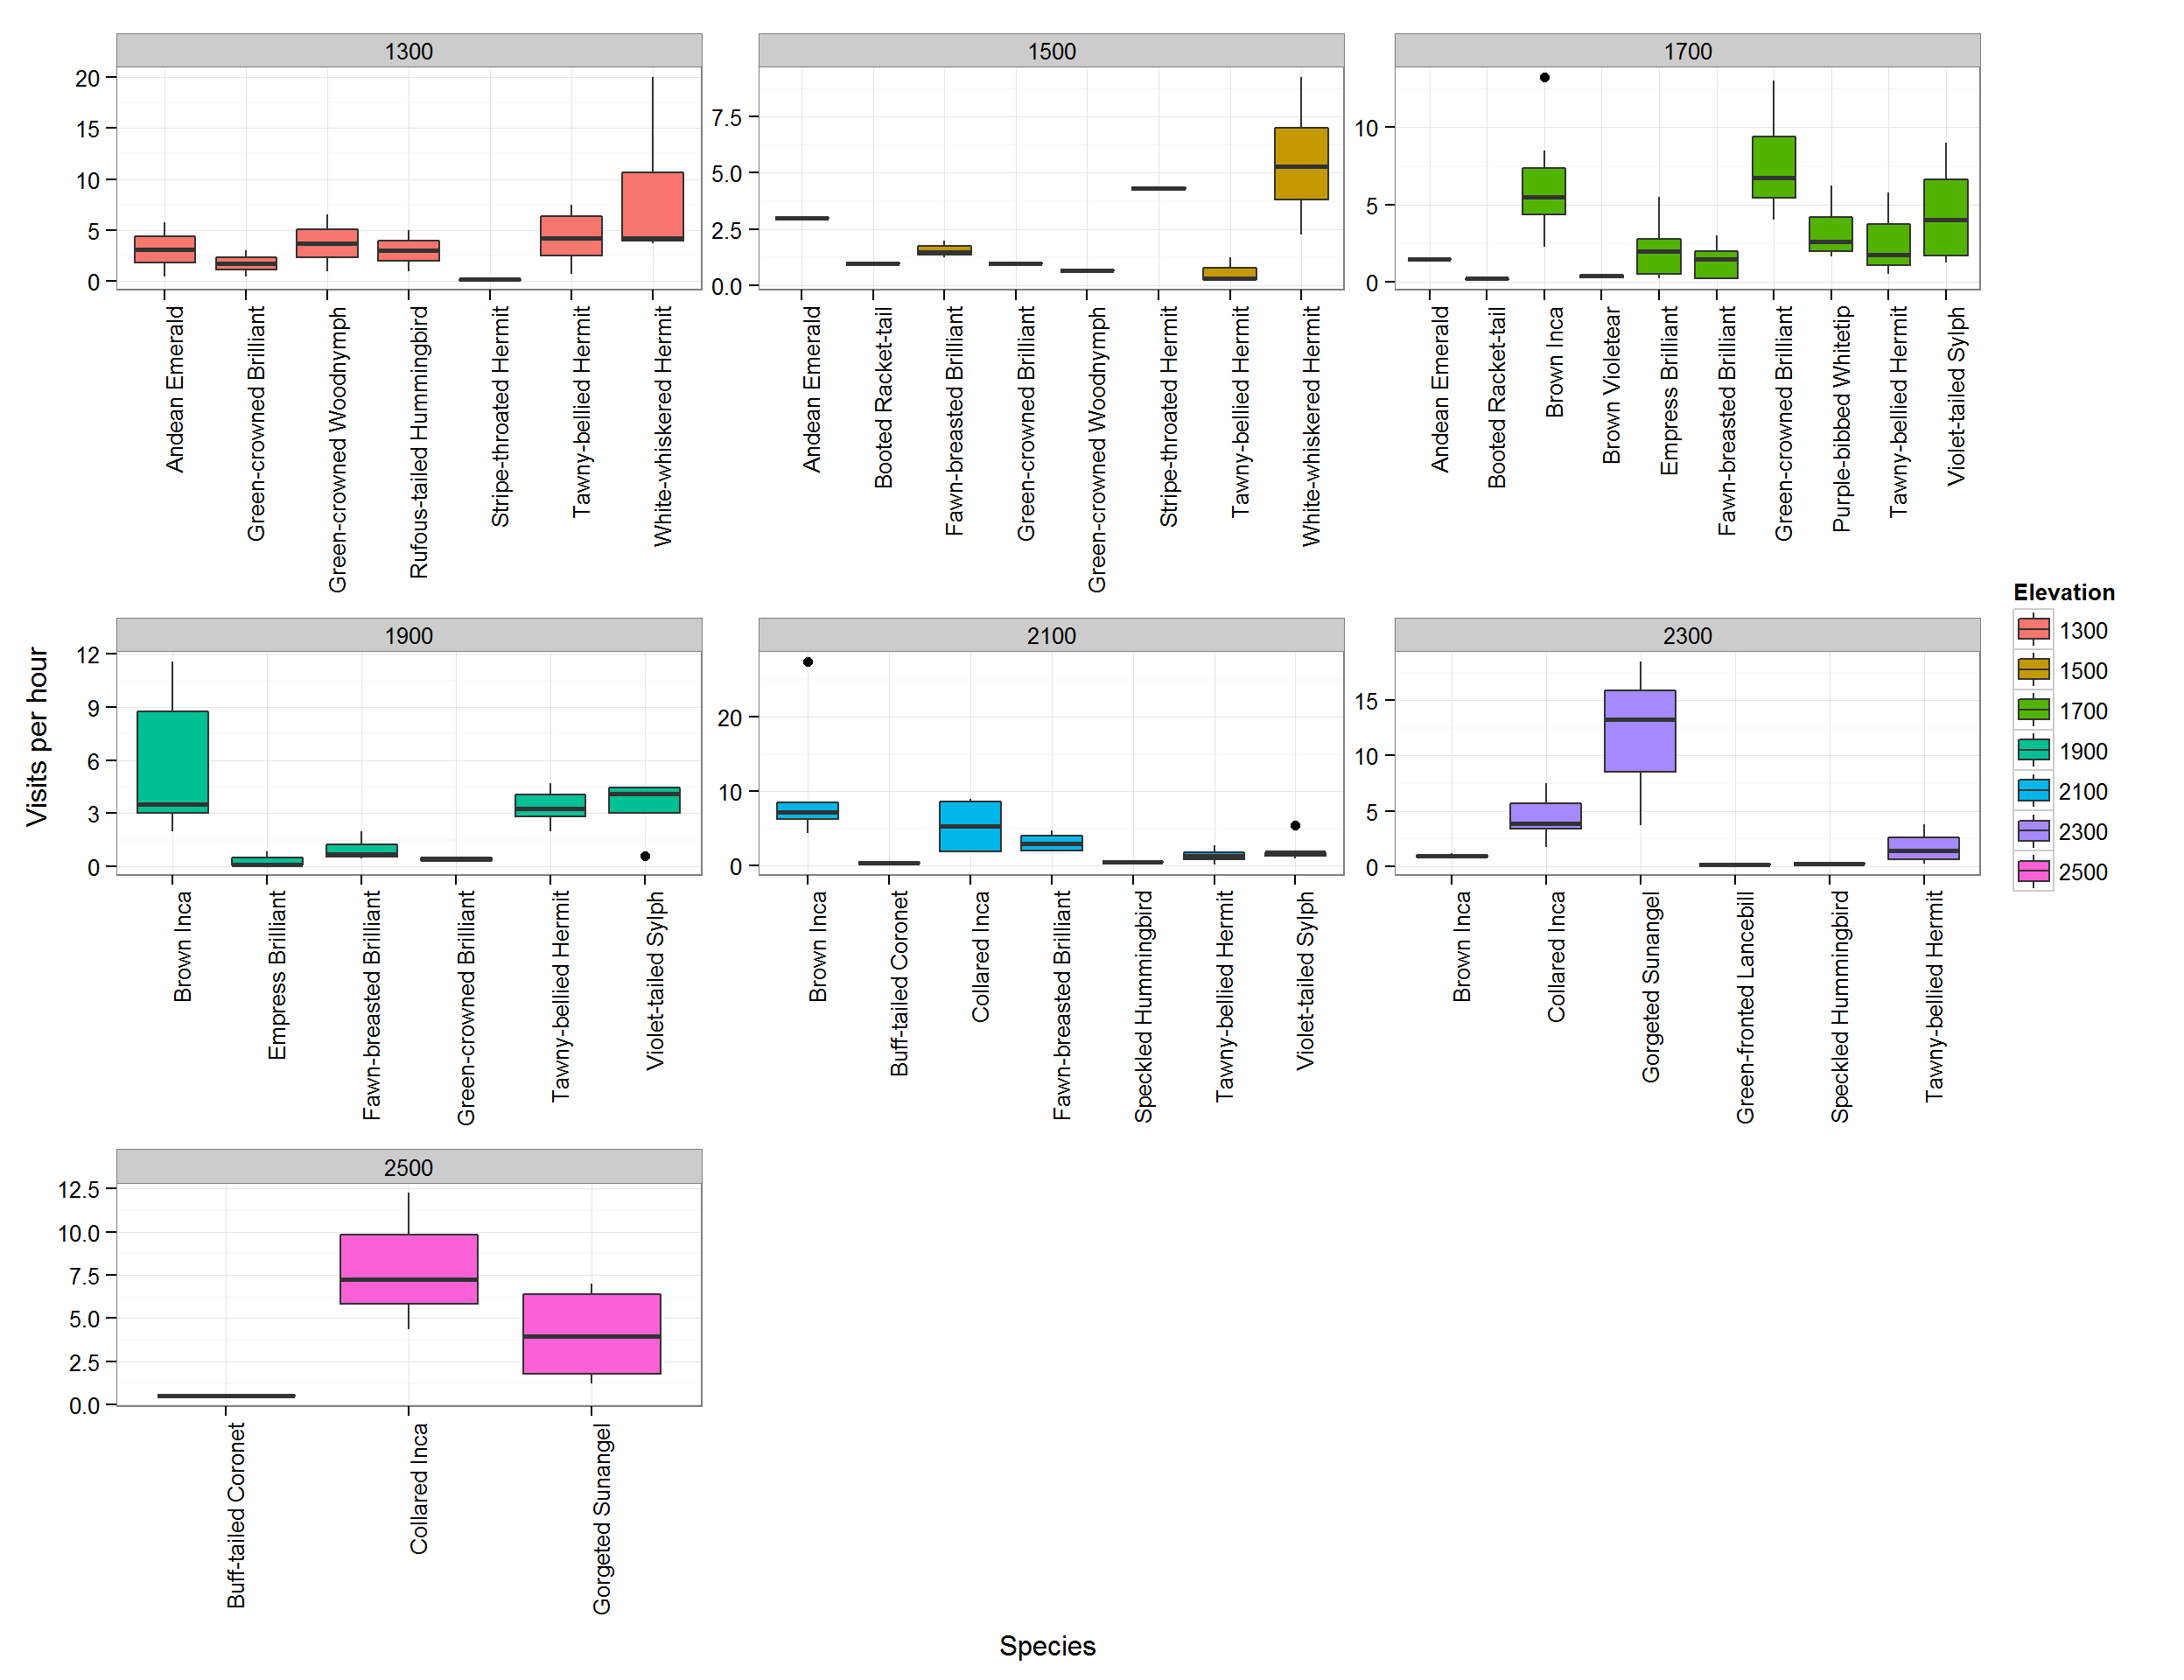 1300
1500
1700
20
15
10
5
0
7.5
5.0
2.5
0.0
10
5
0
Andean Emerald
Green-crowned Brilliant
Green-crowned Woodnymph
Rufous-tailed Hummingbird
Stripe-throated Hermit
Tawny-bellied Hermit
White-whiskered Hermit
Andean Emerald
Booted Racket-tail
Fawn-breasted Brilliant
Green-crowned Brilliant
Green-crowned Woodnymph
Stripe-throated Hermit
Tawny-bellied Hermit
White-whiskered Hermit
Andean Emerald
Booted Racket-tail
Brown Inca
Brown Violetear
Empress Brilliant
Fawn-breasted Brilliant
Green-crowned Brilliant
Purple-bibbed Whitetip
Tawny-bellied Hermit
Violet-tailed Sylph
Visits per hour
1900
2100
2300
12
9
6
3
0
20
10
0
15
10
5
0
Brown Inca
Empress Brilliant
Fawn-breasted Brilliant
Green-crowned Brilliant
Tawny-bellied Hermit
Violet-tailed Sylph
Brown Inca
Buff-tailed Coronet
Collared Inca
Fawn-breasted Brilliant
Speckled Hummingbird
Tawny-bellied Hermit
Violet-tailed Sylph
Brown Inca
Collared Inca
Gorgeted Sunangel
Green-fronted Lancebill
Speckled Hummingbird
Tawny-bellied Hermit
Elevation
1300
1500
1700
1900
2100
2300
2500
2500
12.5
10.0
7.5
5.0
2.5
0.0
Buff-tailed Coronet
Collared Inca
Gorgeted Sunangel
Species